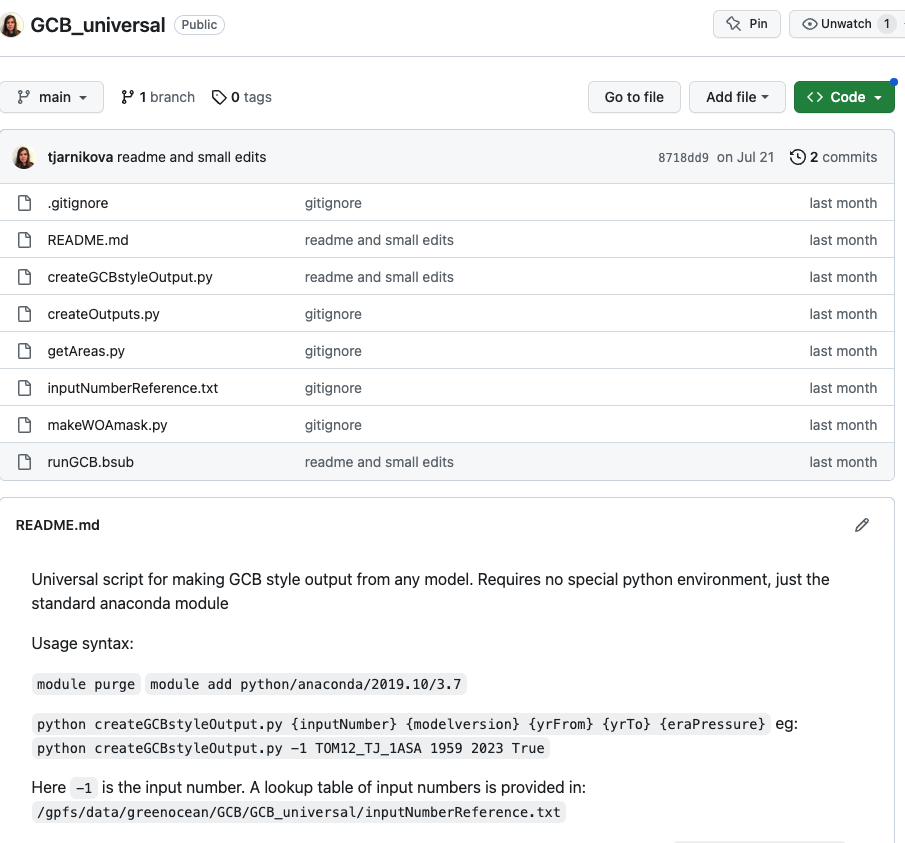 GCB_universal Public Pin Unwatch 1
main 1 branch 0 tags Go to file Add file <> Code
tjarnikova readme and small edits 8718dd9 on Jul 21 2 commits
.gitignore gitignore last month
README.md readme and small edits last month
createGCBstyleOutput.py readme and small edits last month
createOutputs.py gitignore last month
getAreas.py gitignore last month
inputNumberReference.txt gitignore last month
makeWOAmask.py gitignore last month
runGCB.bsub readme and small edits last month
README.md
Universal script for making GCB style output from any model. Requires no special python environment, just the
standard anaconda module
Usage syntax:
module purge module add python/anaconda/2019.10/3.7
python createGCBstyleOutput.py {inputNumber} {modelversion} {yrFrom} {yrTo} {eraPressure} eg:
python createGCBstyleOutput.py -1 TOM12_TJ_1ASA 1959 2023 True
Here -1 is the input number. A lookup table of input numbers is provided in:
/gpfs/data/greenocean/GCB/GCB_universal/inputNumberReference.txt